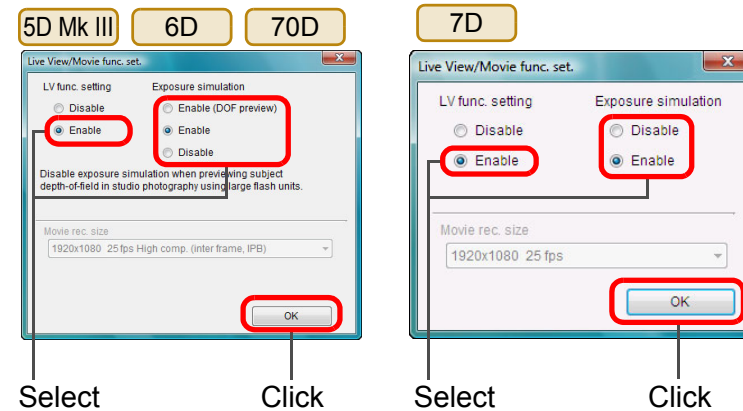 5D Mk III 6D 70D
Live View/Movie func. set.
LV func. setting Exposure simulation
Disable Enable (DOF preview)
Enable Enable
Disable
Disable exposure simulation when previewing subject
depth-of-field in studio photography using large flash units.
Movie rec. size
1920x1080 25 fps High comp. (inter frame, IPB)
OK
Select Click
7D
Live View/Movie func. set.
LV func. setting Exposure simulation
Disable Disable
Enable Enable
Movie rec. size
1920x1080 25 fps
OK
Select Click